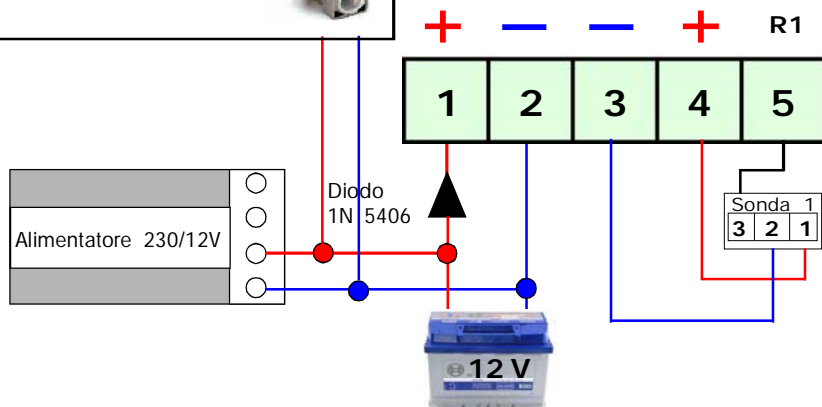 + — — + R1
1 2 3 4 5
Diodo
1N 5406
Sonda 1
3 2 1
Alimentatore 230/12V
12 V